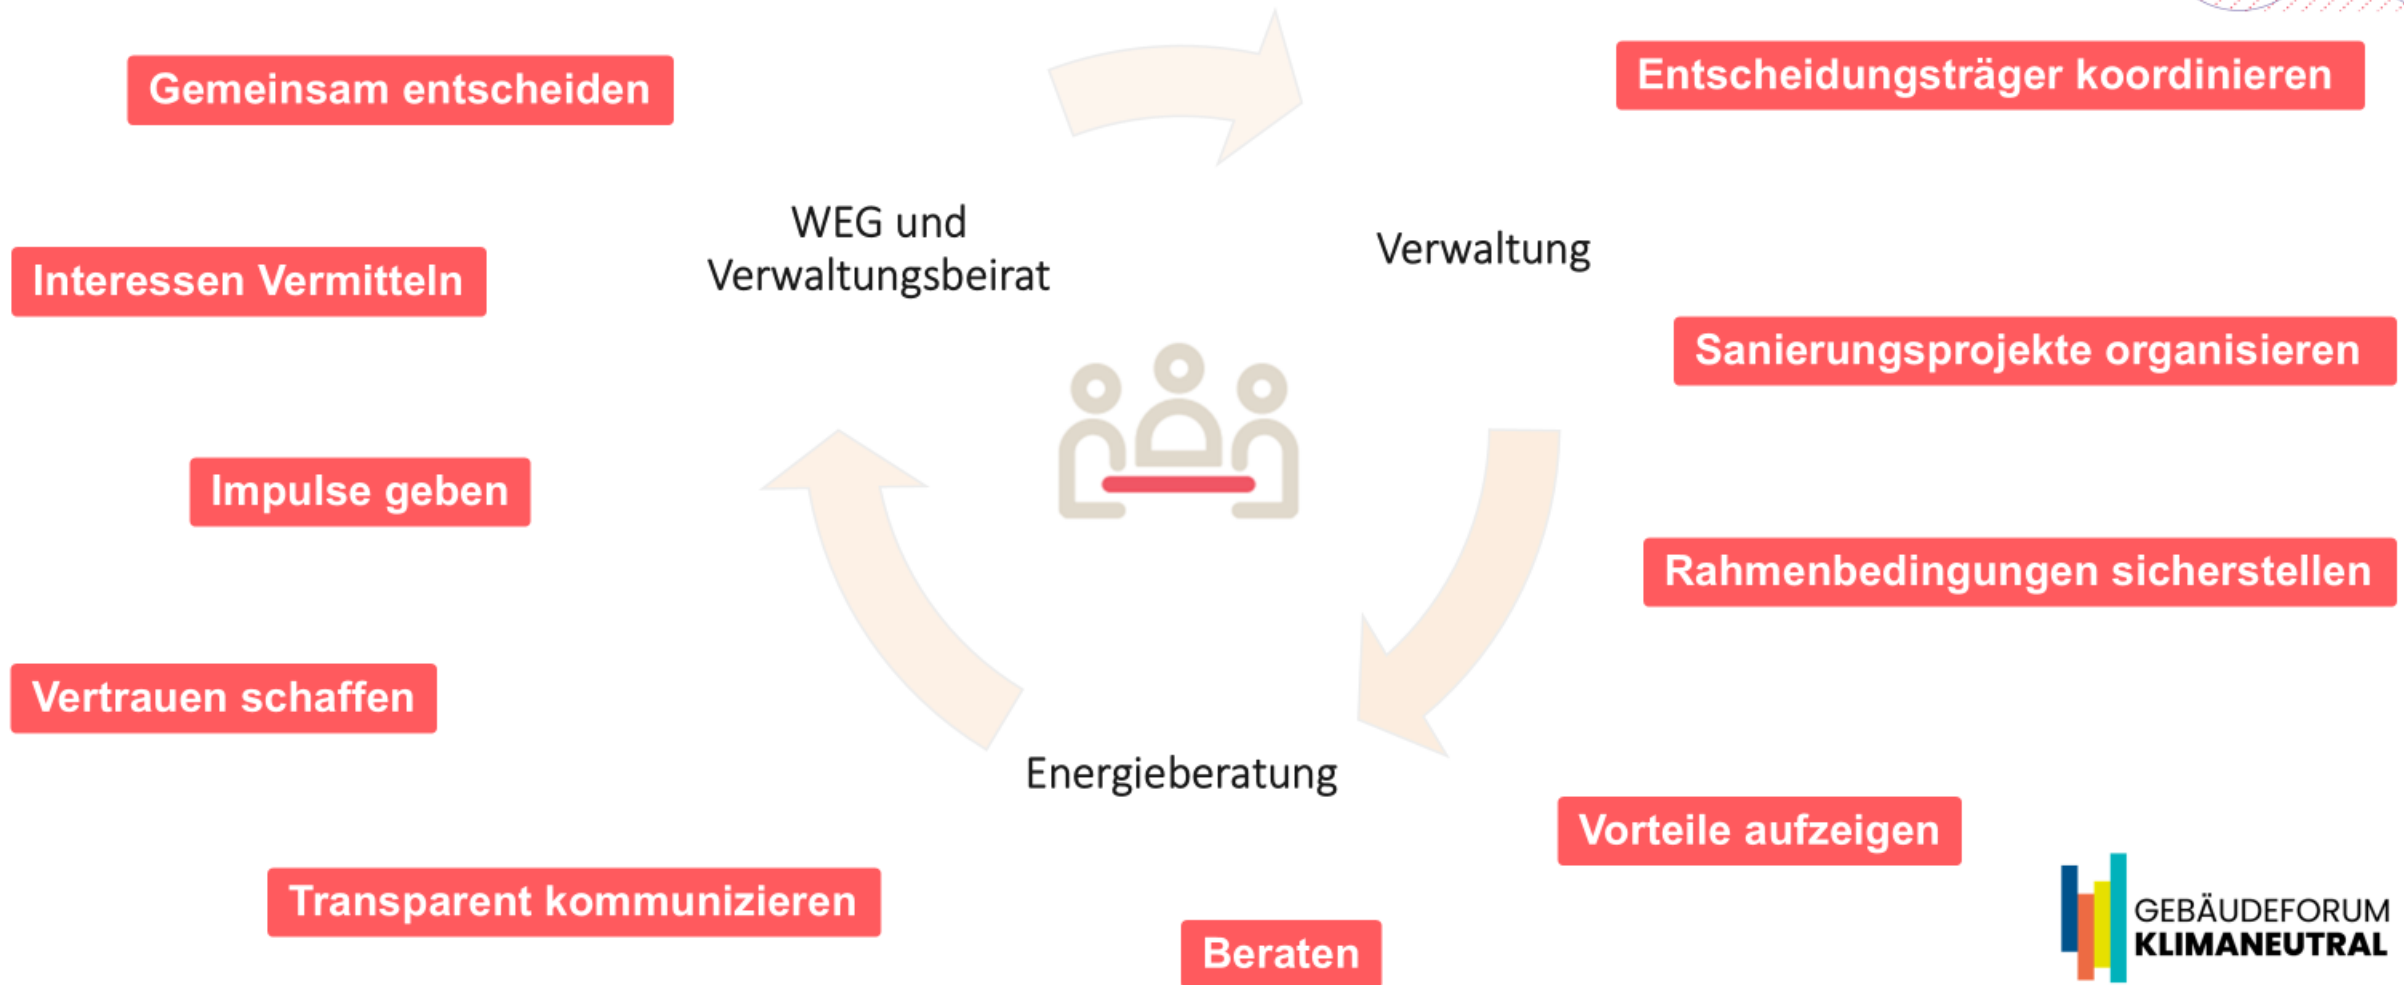 Gemeinsam entscheiden
Entscheidungsträger koordinieren
WEG und
Verwaltungsbeirat
Verwaltung
Interessen Vermitteln
Sanierungsprojekte organisieren
Impulse geben
Rahmenbedingungen sicherstellen
Vertrauen schaffen
Energieberatung
Vorteile aufzeigen
Transparent kommunizieren
Beraten
GEBÄUDEFORUM
KLIMANEUTRAL